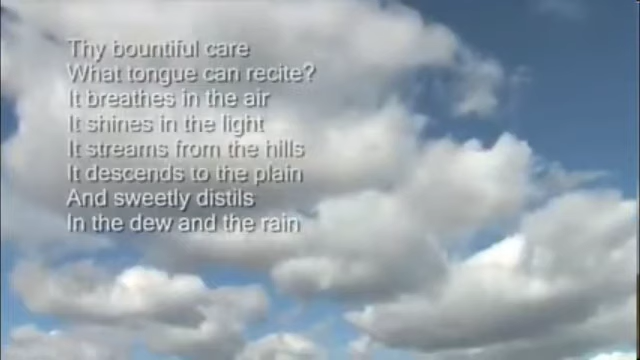 Thy bountiful care
What tongue can recite?
It breathes in the air
It shines in the light
It streams from the hills
It descends to the plain
And sweetly distils
In the dew and the rain